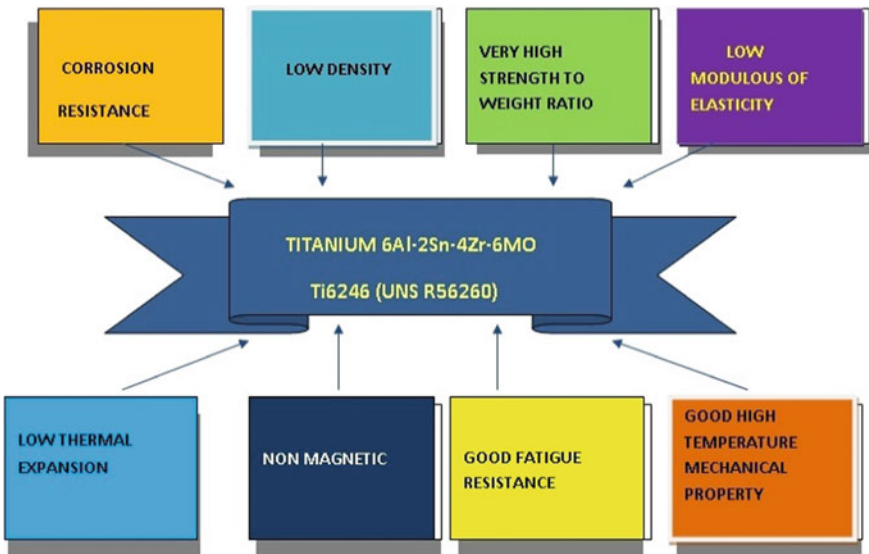 CORROSION
RESISTANCE
LOW DENSITY
VERY HIGH
STRENGTH TO
WEIGHT RATIO
LOW
MODULOUS OF
ELASTICITY
TITANIUM 6Al-2Sn-4Zr-6MO
Ti6246 (UNS R56260)
LOW THERMAL
EXPANSION
NON MAGNETIC
GOOD FATIGUE
RESISTANCE
GOOD HIGH
TEMPERATURE
MECHANICAL
PROPERTY